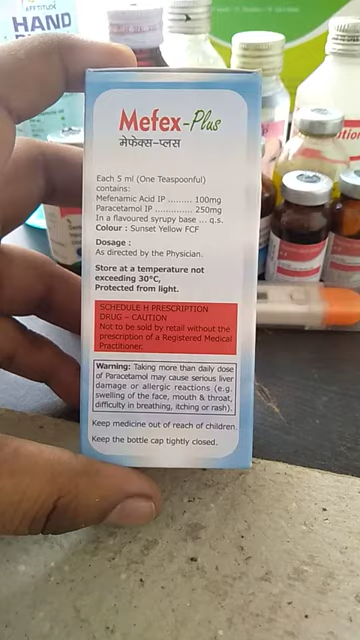 APTTITUDE
HAND
Mefex-Plus
मेफेक्स-प्लस
Each 5 ml (One Teaspoonful)
contains:
Mefenamic Acid IP ......... 100mg
Paracetamol IP .............. 250mg
In a flavoured syrupy base ... q.s.
Colour : Sunset Yellow FCF
Dosage :
As directed by the Physician.
Store at a temperature not
exceeding 30°C,
Protected from light.
SCHEDULE H PRESCRIPTION
DRUG – CAUTION
Not to be sold by retail without the
prescription of a Registered Medical
Practitioner.
Warning: Taking more than daily dose
of Paracetamol may cause serious liver
damage or allergic reactions (e.g.
swelling of the face, mouth & throat,
difficulty in breathing, itching or rash).
Keep medicine out of reach of children.
Keep the bottle cap tightly closed.